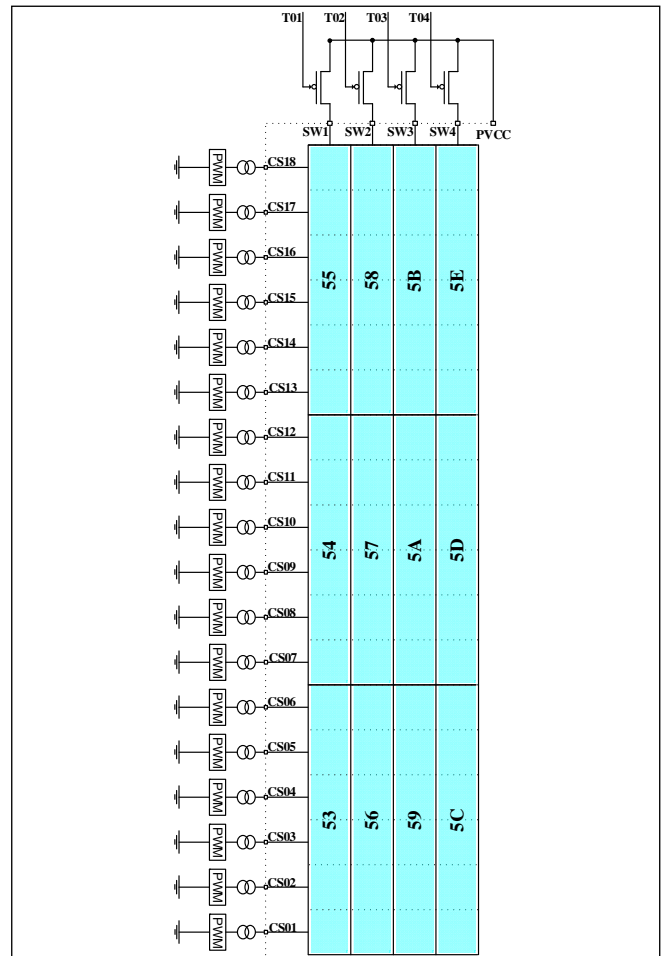 T01 T02 T03 T04
SW1 SW2 SW3 SW4 PVCC
PWM CS18
PWM CS17
PWM CS16
55 58 5B 5E
PWM CS15
PWM CS14
PWM CS13
PWM CS12
PWM CS11
PWM CS10
54 57 5A 5D
PWM CS09
PWM CS08
PWM CS07
PWM CS06
PWM CS05
PWM CS04
53 56 59 5C
PWM CS03
PWM CS02
PWM CS01